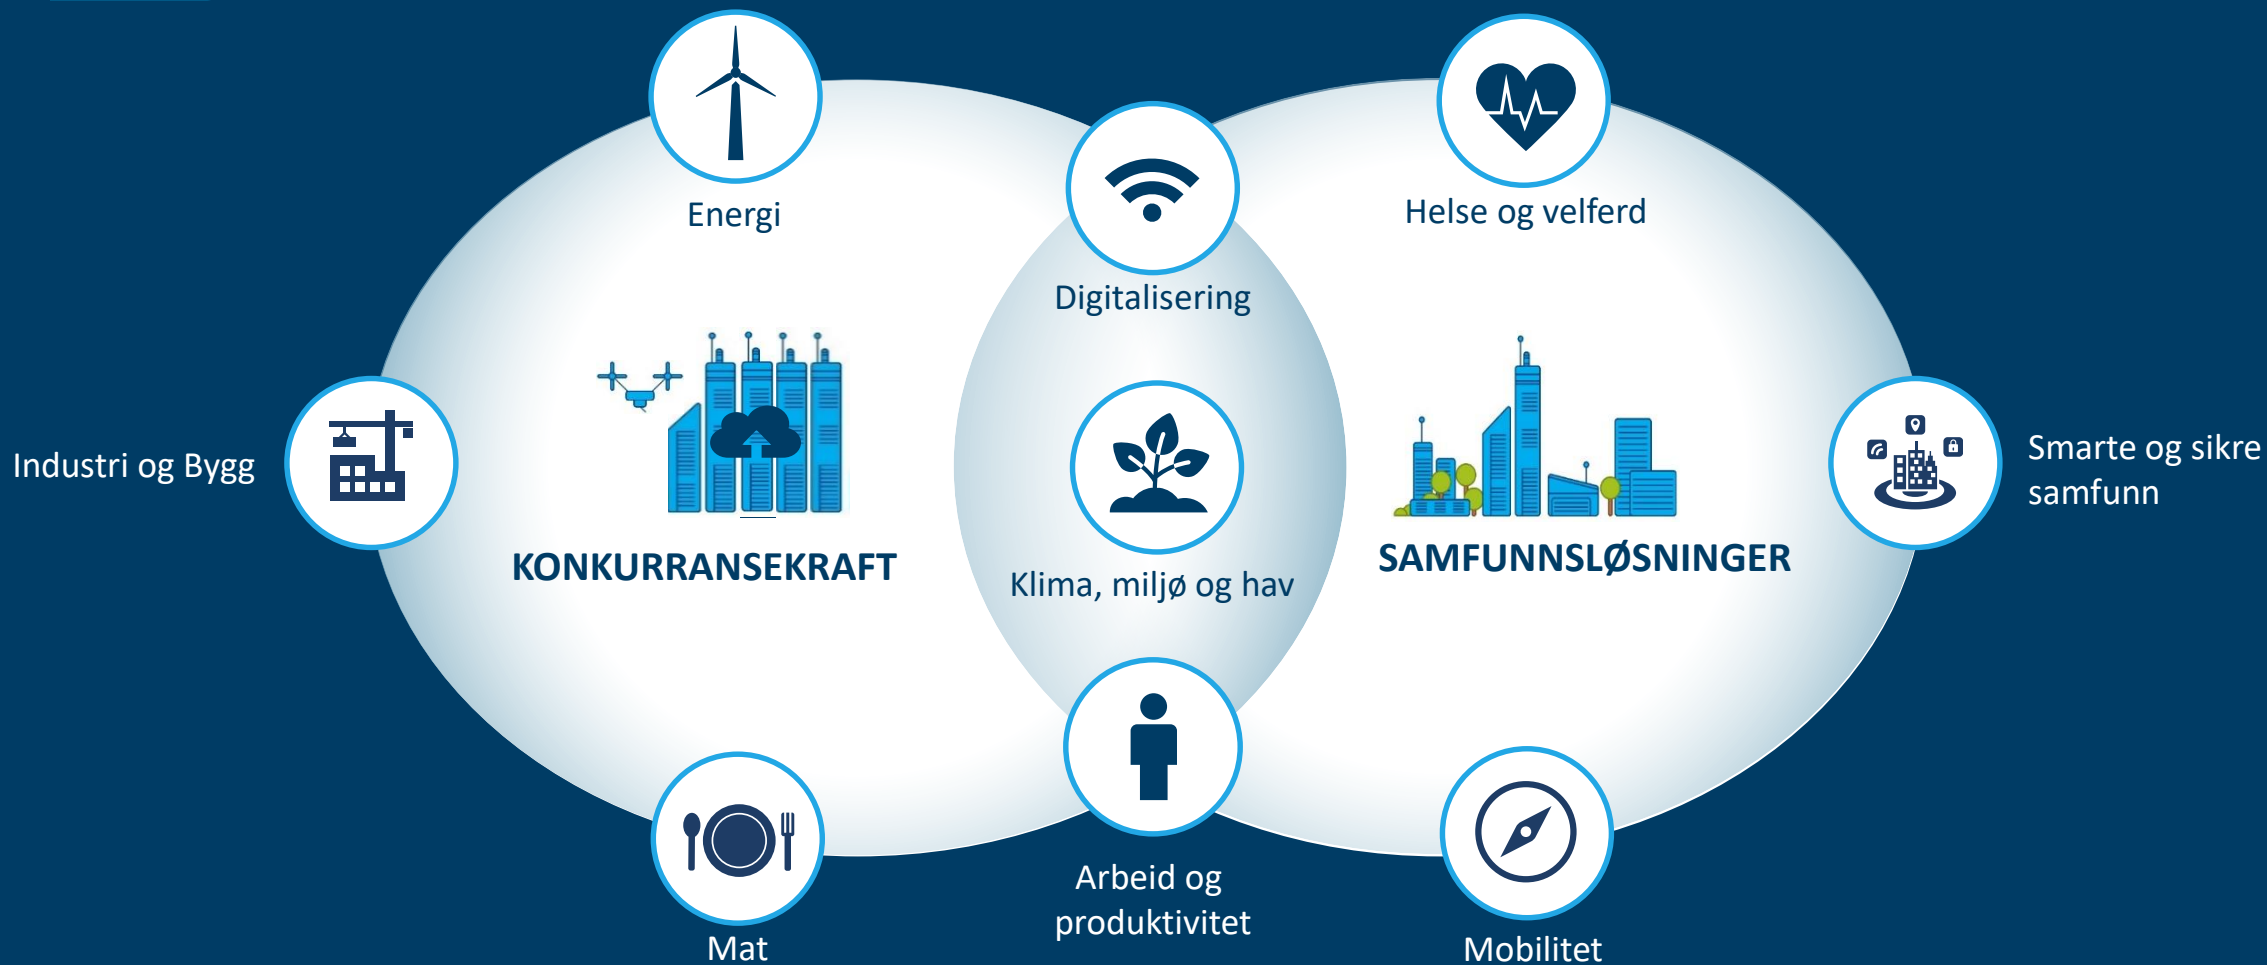 Energi
Helse og velferd
Digitalisering
Industri og Bygg
KONKURRANSEKRAFT
Klima, miljø og hav
SAMFUNNSLØSNINGER
Smarte og sikre
samfunn
Mat
Arbeid og
produktivitet
Mobilitet